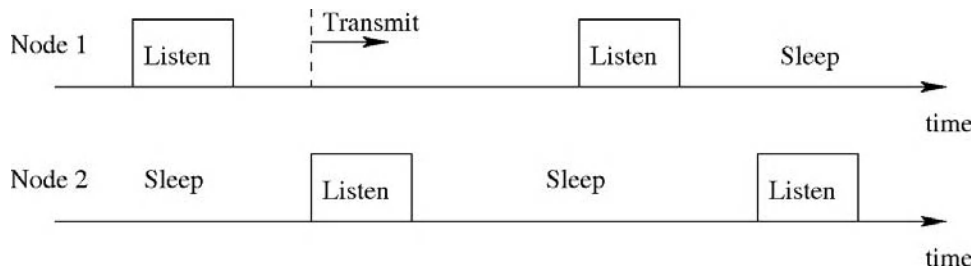 Transmit
Node 1 Listen Listen Sleep
time
Node 2 Sleep Listen Sleep Listen
time